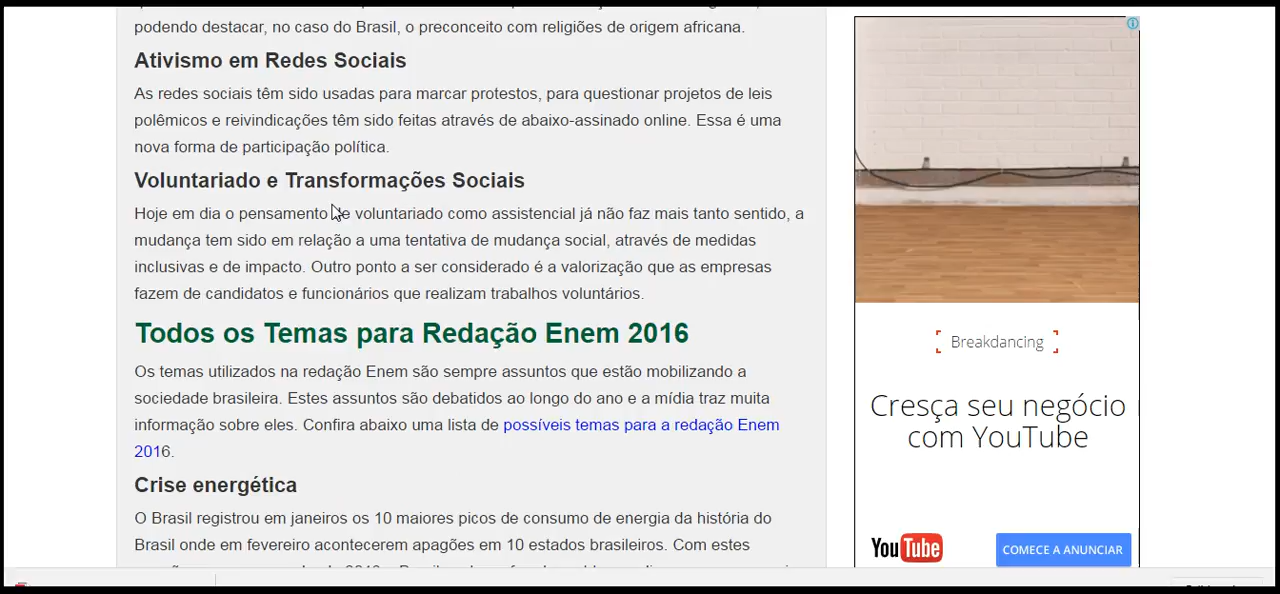 podendo destacar, no caso do Brasil, o preconceito com religiões de origem africana.
Ativismo em Redes Sociais
As redes sociais têm sido usadas para marcar protestos, para questionar projetos de leis
polêmicos e reivindicações têm sido feitas através de abaixo-assinado online. Essa é uma
nova forma de participação política.
Voluntariado e Transformações Sociais
Hoje em dia o pensamento de voluntariado como assistencial já não faz mais tanto sentido, a
mudança tem sido em relação a uma tentativa de mudança social, através de medidas
inclusivas e de impacto. Outro ponto a ser considerado é a valorização que as empresas
fazem de candidatos e funcionários que realizam trabalhos voluntários.
Todos os Temas para Redação Enem 2016
Os temas utilizados na redação Enem são sempre assuntos que estão mobilizando a
sociedade brasileira. Estes assuntos são debatidos ao longo do ano e a mídia traz muita
informação sobre eles. Confira abaixo uma lista de possíveis temas para a redação Enem
2016.
Crise energética
O Brasil registrou em janeiros os 10 maiores picos de consumo de energia da história do
Brasil onde em fevereiro acontecerem apagões em 10 estados brasileiros. Com estes
Breakdancing
Cresça seu negócio
com YouTube
YouTube
COMECE A ANUNCIAR